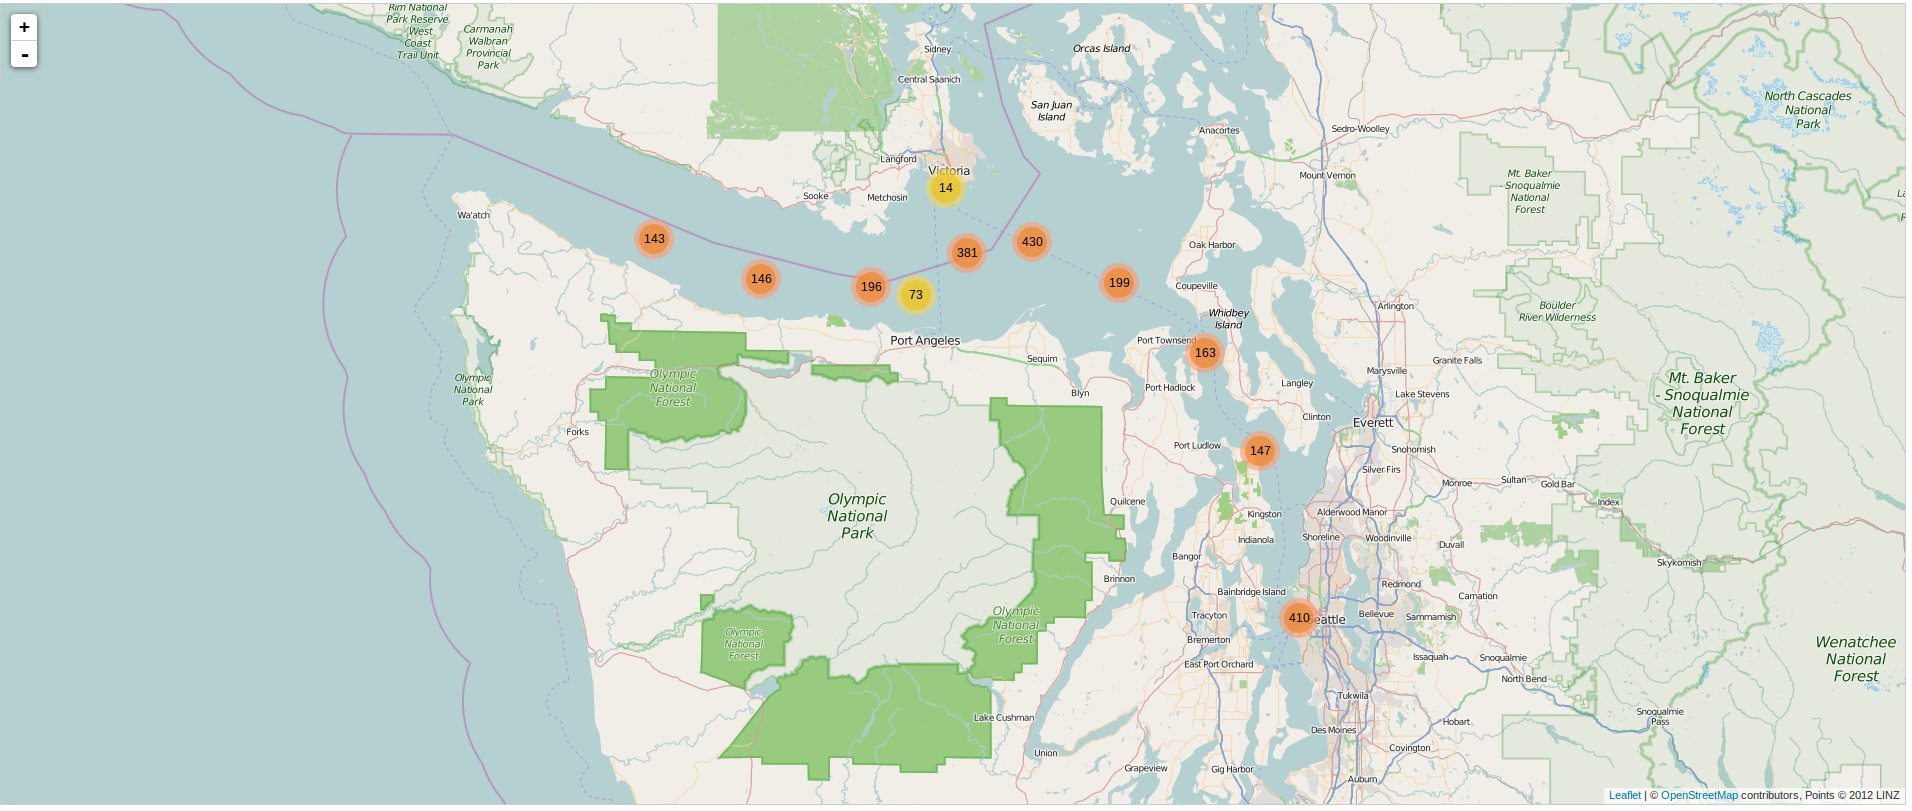 +
-
Rim National
Park Reserve
West
Coast
Trail Unit
Carmanah
Walbran
Provincial
Park
Sidney
Central Saanich
Orcas Island
San Juan
Island
Anacortes
Sedro-Woolley
North Cascades
National
Park
Langford
Victoria
14
Sooke
Metchosin
Mount Vernon
Mt. Baker
- Snoqualmie
National
Forest
Wa'atch
143
146
196
73
381
430
199
Oak Harbor
Coupeville
Whidbey
Island
Arlington
Boulder
River Wilderness
Port Angeles
Sequim
Port Townsend
163
Granite Falls
Marysville
Olympic
National
Park
Olympic
National
Forest
Blyn
Port Hadlock
Langley
Lake Stevens
Mt. Baker
- Snoqualmie
National
Forest
Clinton
Everett
Forks
Port Ludlow
147
Snohomish
Silver Firs
Monroe
Sultan
Gold Bar
Index
Olympic
National
Park
Quilcene
Kingston
Alderwood Manor
Indianola
Shoreline
Woodinville
Duvall
Bangor
Skykomish
Brinnon
Bainbridge Island
Redmond
Carnation
Olympic
National
Forest
Tracyton
410
eattle
Bellevue
Sammamish
Olympic
National
Forest
Bremerton
East Port Orchard
Issaquah
Snoqualmie
North Bend
Wenatchee
National
Forest
Tukwila
Lake Cushman
Des Moines
Hobart
Snoqualmie
Pass
Union
Covington
Grapeview
Gig Harbor
Auburn
Leaflet | © OpenStreetMap contributors, Points © 2012 LINZ